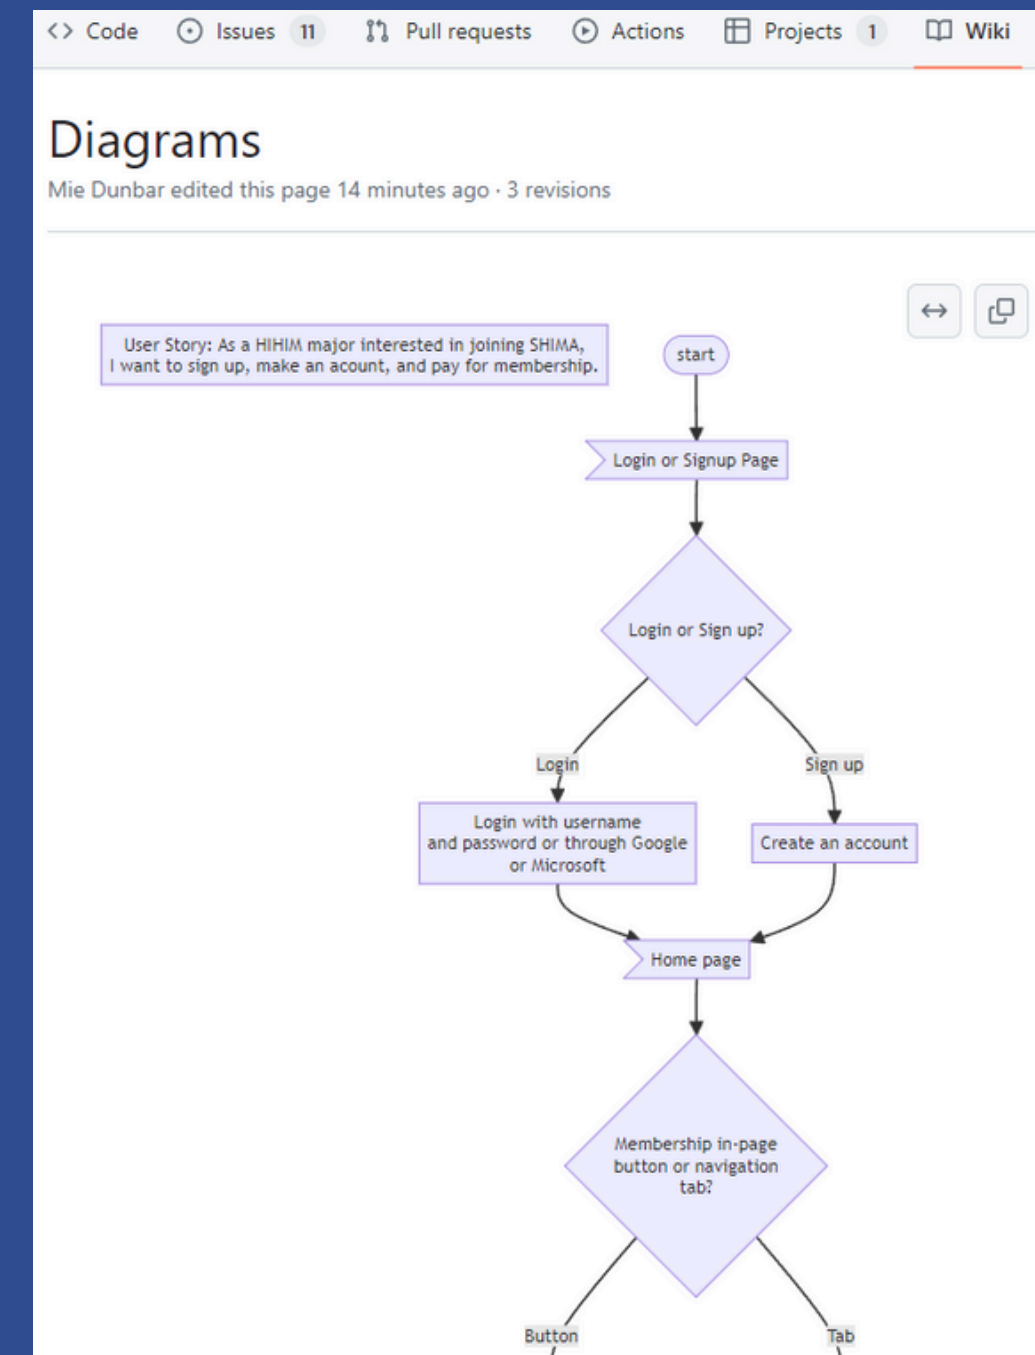 Code Issues 11 Pull requests Actions Projects 1 Wiki
Diagrams
Mie Dunbar edited this page 14 minutes ago · 3 revisions
User Story: As a HIHIM major interested in joining SHIMA,
I want to sign up, make an acount, and pay for membership.
start
Login or Signup Page
Login or Sign up?
Login
Sign up
Login with username
and password or through Google
or Microsoft
Create an account
Home page
Membership in-page
button or navigation
tab?
Button
Tab